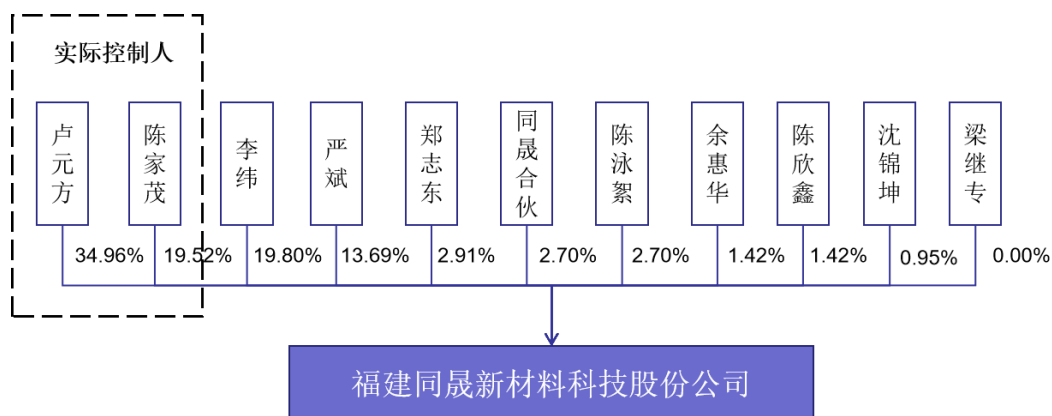 实际控制人
卢元方
陈家茂
李纬
严斌
郑志东
同晟合伙
陈泳絮
余惠华
陈欣鑫
沈锦坤
梁继专
34.96%
19.52%
19.80%
13.69%
2.91%
2.70%
2.70%
1.42%
1.42%
0.95%
0.00%
福建同晟新材料科技股份公司